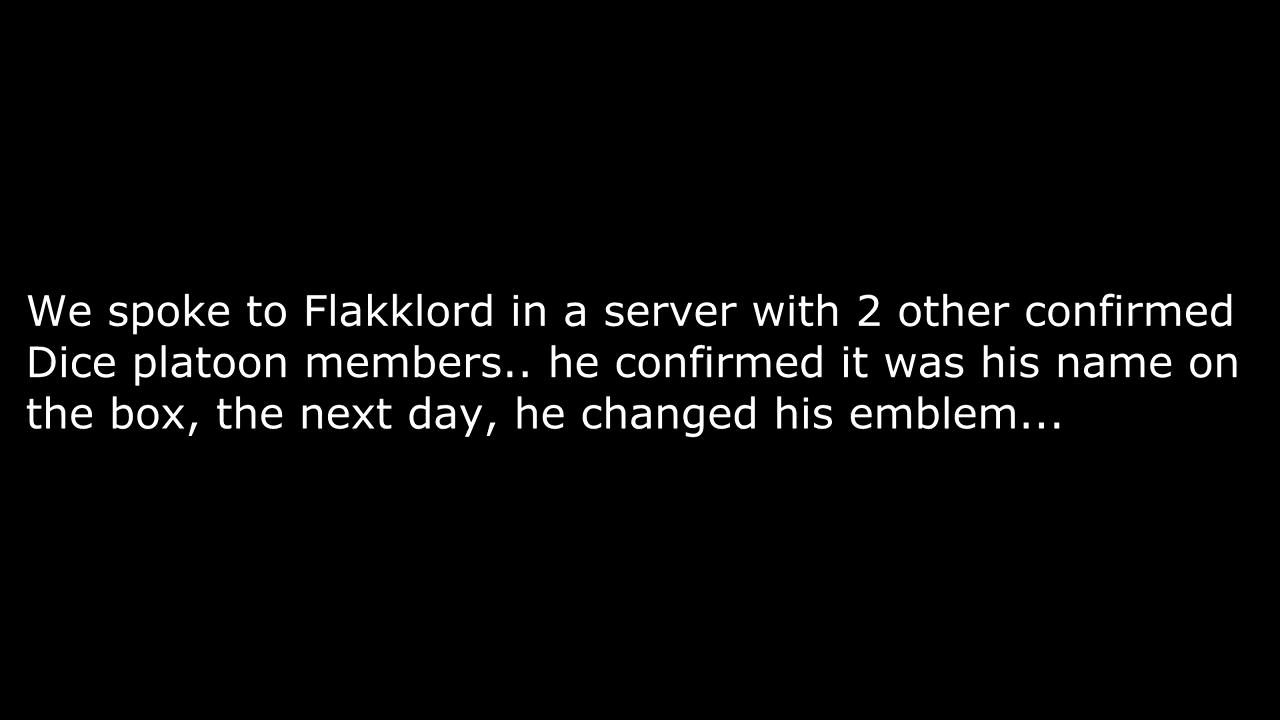 We spoke to Flakklord in a server with 2 other confirmed
Dice platoon members.. he confirmed it was his name on
the box, the next day, he changed his emblem...